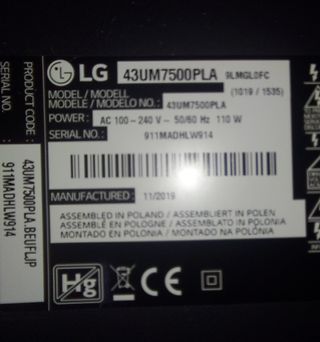 LG 43UM7500PLA 9LMGLDFC
MODEL / MODELL
MODÈLE / MODELO NO. : 43UM7500PLA (1019 / 1535)
POWER : AC 100-240 V~ 50/60 Hz 110 W
SERIAL NO. : 911MADHLW914
MANUFACTURED : 11/2019
ASSEMBLED IN POLAND / ASSEMBLIERT IN POLEN
ASSEMBLÉ EN POLOGNE / ASSEMBLATO IN POLONIA
MONTADO EN POLONIA / MONTADO NA POLÓNIA
Hg CE
PRODUCT CODE : 43UM7500PLA.BEUFLJP
SERIAL NO. : 911MADHLW914